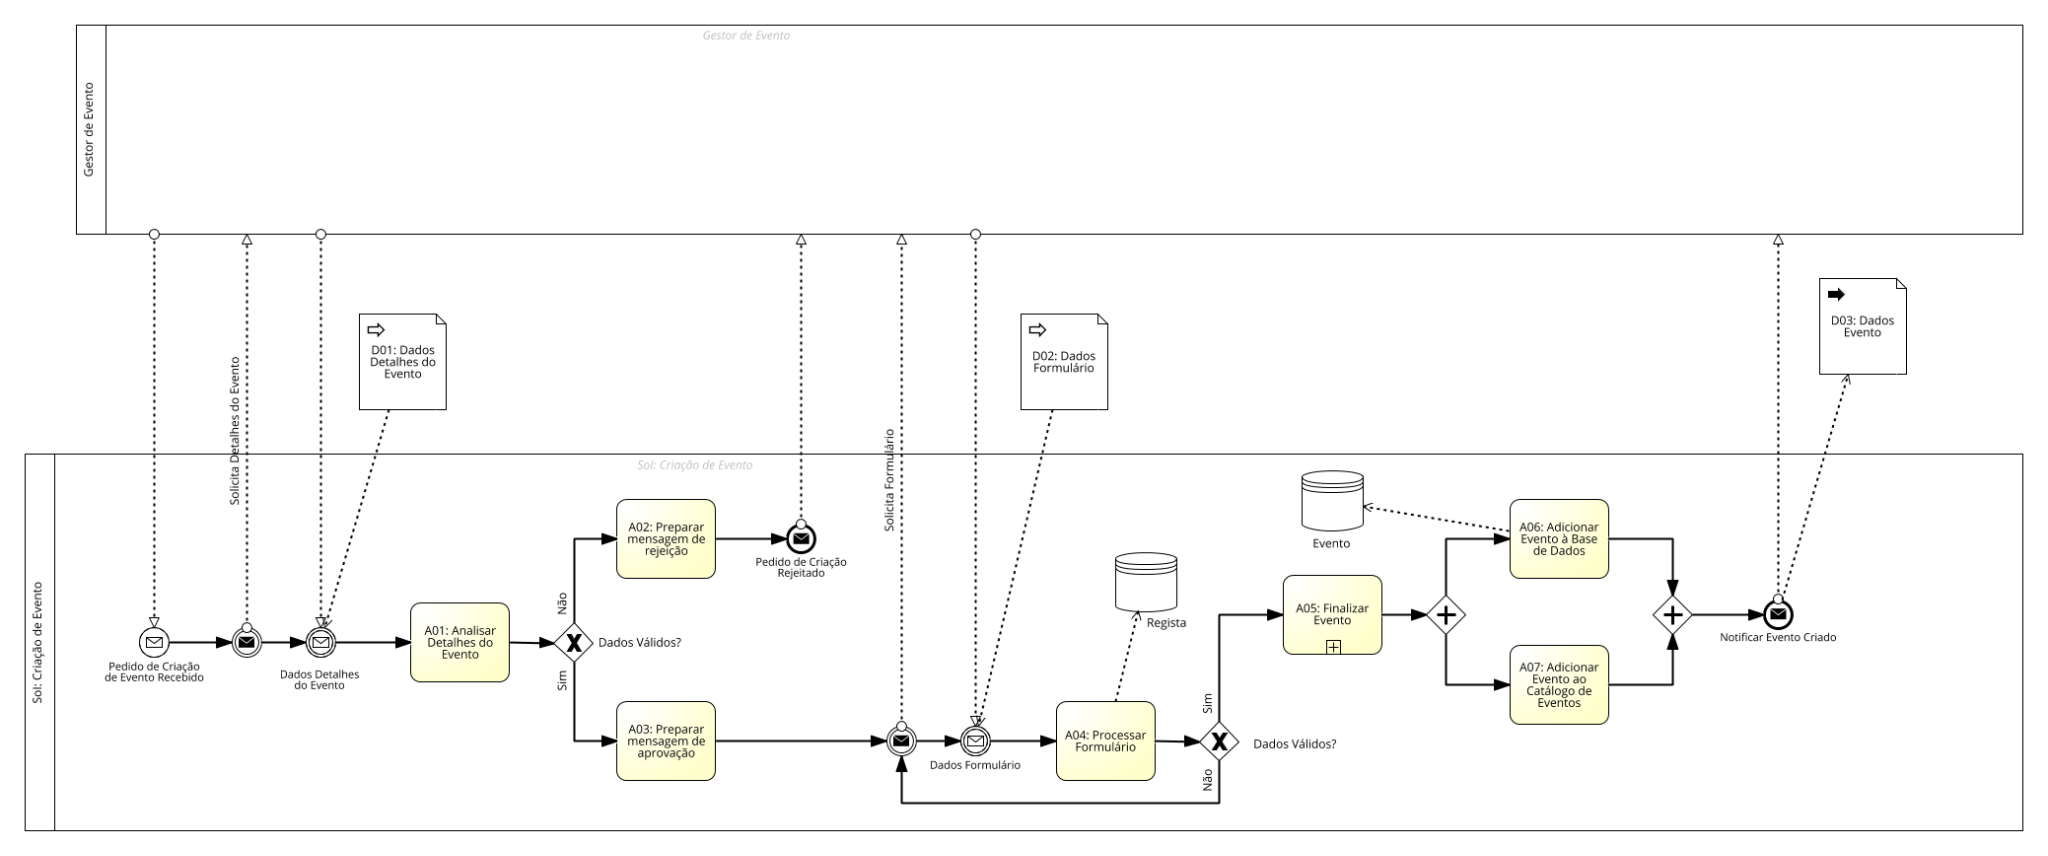 Gestor de Evento
Gestor de Evento
D03: Dados
Evento
D01: Dados
Detalhes do
Evento
D02: Dados
Formulário
Solicita Detalhes do Evento
Solicita Formulário
Sol: Criação de Evento
Sol: Criação de Evento
Pedido de Criação
de Evento Recebido
Dados Detalhes
do Evento
A01: Analisar
Detalhes do
Evento
Não
Dados Válidos?
Sim
A02: Preparar
mensagem de
rejeição
Pedido de Criação
Rejeitado
A03: Preparar
mensagem de
aprovação
Dados Formulário
A04: Processar
Formulário
Regista
Sim
Dados Válidos?
Não
Evento
A05: Finalizar
Evento
A06: Adicionar
Evento à Base
de Dados
A07: Adicionar
Evento ao
Catálogo de
Eventos
Notificar Evento Criado